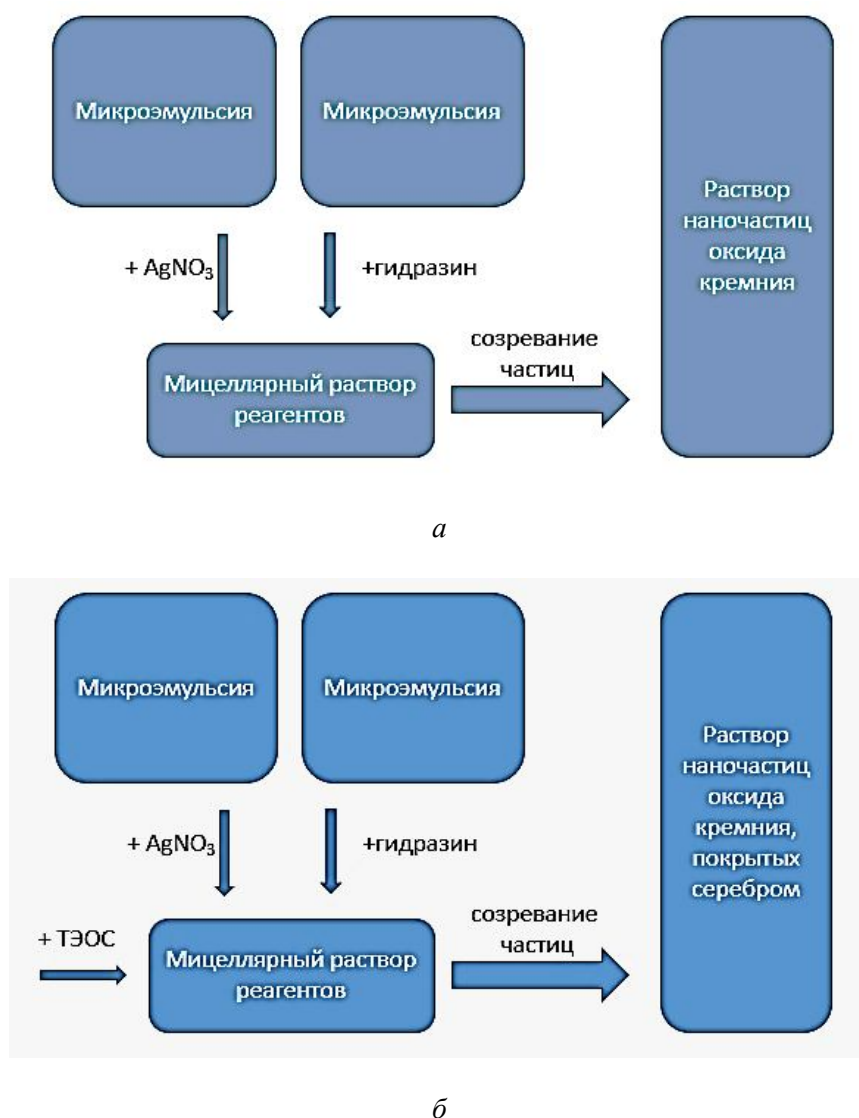 Микроэмульсия
Микроэмульсия
+ AgNO₃
+гидразин
Мицеллярный раствор
реагентов
созревание
частиц
Раствор
наночастиц
оксида
кремния
а
Микроэмульсия
Микроэмульсия
+ AgNO₃
+гидразин
+ ТЭОС
Мицеллярный раствор
реагентов
созревание
частиц
Раствор
наночастиц
оксида
кремния,
покрытых
серебром
б